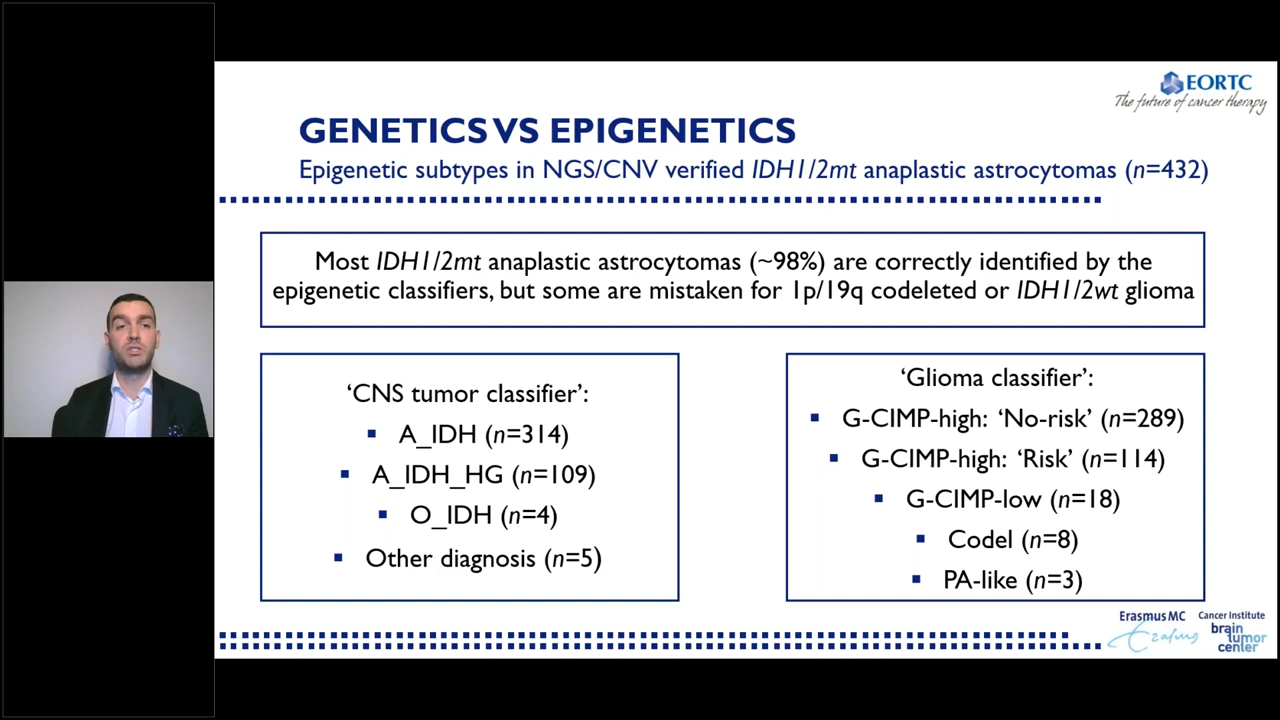 EORTC
The future of cancer therapy
GENETICS VS EPIGENETICS
Epigenetic subtypes in NGS/CNV verified IDH1/2mt anaplastic astrocytomas (n=432)
Most IDH1/2mt anaplastic astrocytomas (~98%) are correctly identified by the
epigenetic classifiers, but some are mistaken for 1p/19q codeleted or IDH1/2wt glioma
‘CNS tumor classifier’:
▪ A_IDH (n=314)
▪ A_IDH_HG (n=109)
▪ O_IDH (n=4)
▪ Other diagnosis (n=5)
‘Glioma classifier’:
▪ G-CIMP-high: ‘No-risk’ (n=289)
▪ G-CIMP-high: ‘Risk’ (n=114)
▪ G-CIMP-low (n=18)
▪ Codel (n=8)
▪ PA-like (n=3)
Erasmus MC
Erasmus
Cancer Institute
brain
tumor
center